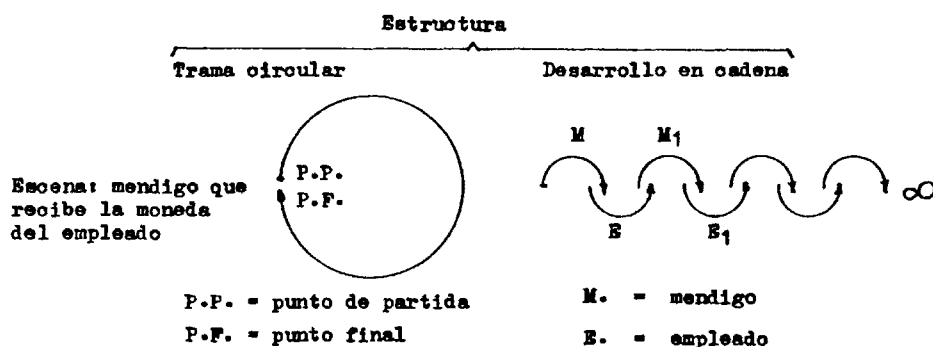 Estructura
Trama circular
Desarrollo en cadena
P.P.
P.F.
Escena: mendigo que
recibe la moneda
del empleado
M M1
E E1
∞
P.P. = punto de partida
P.F. = punto final
M. = mendigo
E. = empleado